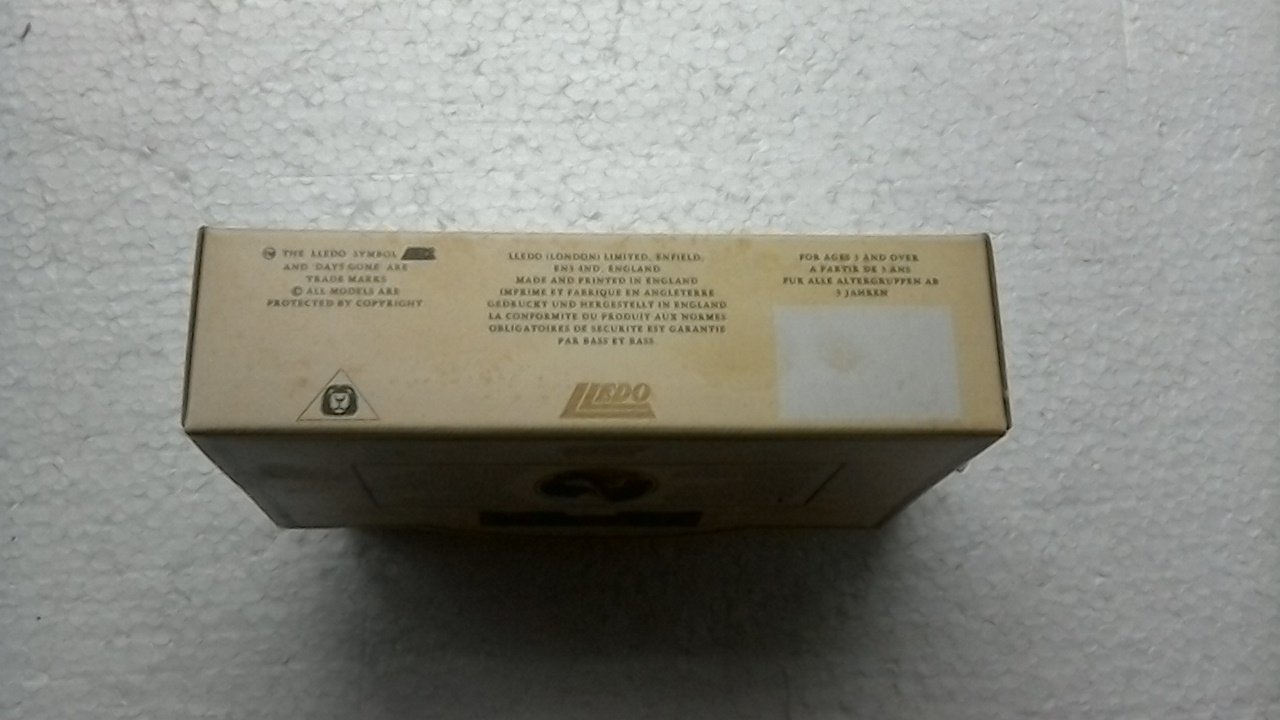 THE LLEDO SYMBOL
AND DAYS GONE ARE
TRADE MARKS
© ALL MODELS ARE
PROTECTED BY COPYRIGHT
LLEDO (LONDON) LIMITED, ENFIELD,
EN3 4ND, ENGLAND
MADE AND PRINTED IN ENGLAND
IMPRIME ET FABRIQUE EN ANGLETERRE
GEDRUCKT UND HERGESTELLT IN ENGLAND
LA CONFORMITE DU PRODUIT AUX NORMES
OBLIGATOIRES DE SECURITE EST GARANTIE
PAR BASS ET BASS.
LLEDO
FOR AGES 3 AND OVER
A PARTIR DE 3 ANS
FUR ALLE ALTERGRUPPEN AB
3 JAHREN